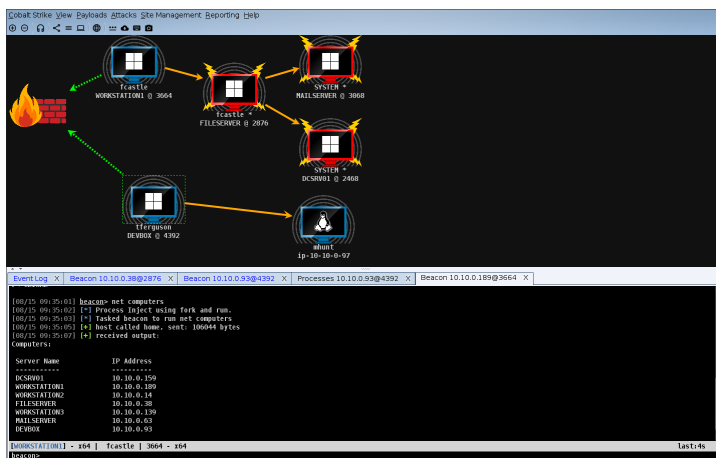 Cobalt Strike View Payloads Attacks Site Management Reporting Help
fcastle
WORKSTATION1 @ 3664
fcastle *
FILESERVER @ 2876
SYSTEM *
MAILSERVER @ 3068
SYSTEM *
DCSRV01 @ 2468
tferguson
DEVBOX @ 4392
mhunt
ip-10-10-0-97
Event Log X Beacon 10.10.0.38@2876 X Beacon 10.10.0.93@4392 X Processes 10.10.0.93@4392 X Beacon 10.10.0.189@3664 X
[08/15 09:35:01] beacon> net computers
[08/15 09:35:02] [*] Process Inject using fork and run.
[08/15 09:35:03] [*] Tasked beacon to run net computers
[08/15 09:35:05] [+] host called home, sent: 106044 bytes
[08/15 09:35:07] [+] received output:
Computers:
Server Name IP Address
----------- ----------
DCSRV01 10.10.0.159
WORKSTATION1 10.10.0.189
WORKSTATION2 10.10.0.14
FILESERVER 10.10.0.38
WORKSTATION3 10.10.0.139
MAILSERVER 10.10.0.63
DEVBOX 10.10.0.93
[WORKSTATION1] - x64 | fcastle | 3664 - x64 last:4s
beacon>